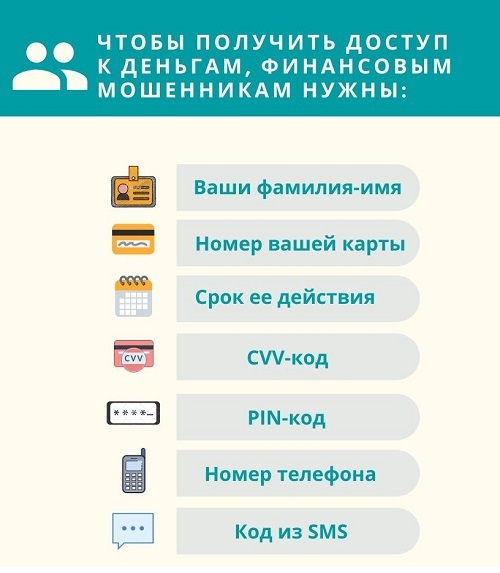 ЧТОБЫ ПОЛУЧИТЬ ДОСТУП
К ДЕНЬГАМ, ФИНАНСОВЫМ
МОШЕННИКАМ НУЖНЫ:
Ваши фамилия-имя
Номер вашей карты
Срок ее действия
CVV
CVV-код
****_
PIN-код
Номер телефона
Код из SMS